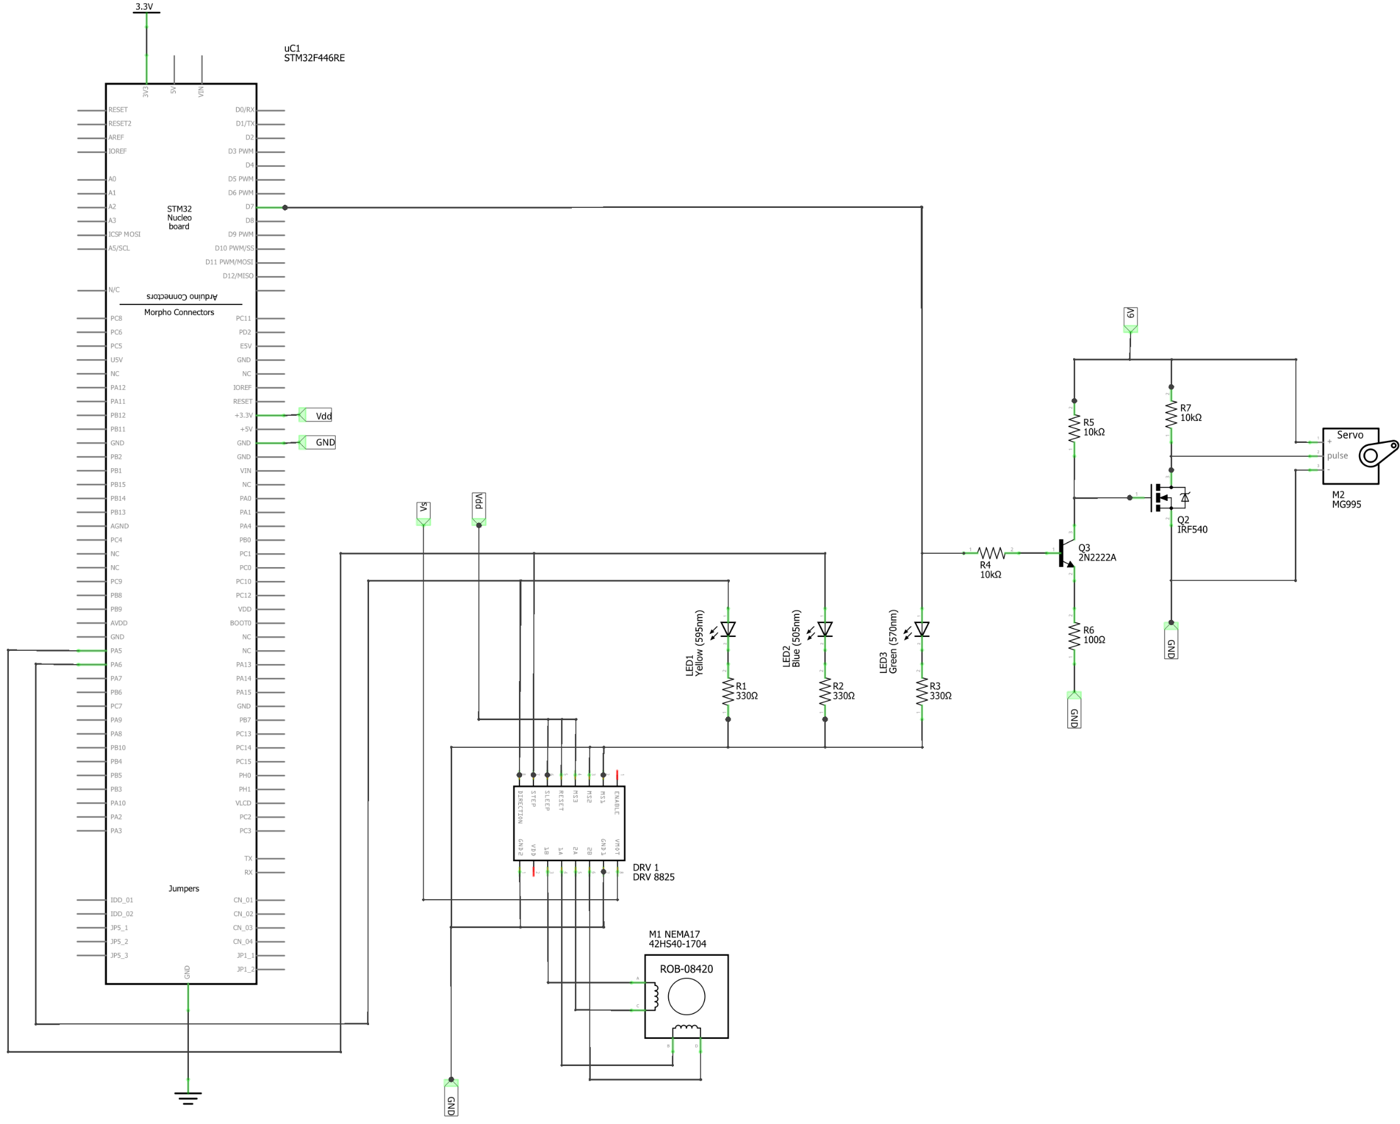 3.3V
uC1
STM32F446RE
3V3
5V
VIN
RESET
RESET2
AREF
IOREF
A0
A1
A2
A3
ICSP MOSI
A5/SCL
N/C
D0/RX
D1/TX
D2
D3 PWM
D4
D5 PWM
D6 PWM
D7
D8
D9 PWM
D10 PWM/SS
D11 PWM/MOSI
D12/MISO
STM32
Nucleo
board
Arduino Connectors
Morpho Connectors
PC8
PC6
PC5
U5V
NC
PA12
PA11
PB12
PB11
GND
PB2
PB1
PB15
PB14
PB13
AGND
PC4
NC
NC
PC9
PB8
PB9
AVDD
GND
PA5
PA6
PA7
PB6
PC7
PA9
PA8
PB10
PB4
PB5
PB3
PA10
PA2
PA3
PC11
PD2
E5V
GND
NC
IOREF
RESET
+3.3V
+5V
GND
GND
VIN
NC
PA0
PA1
PA4
PB0
PC1
PC0
PC10
PC12
VDD
BOOT0
NC
NC
PA13
PA14
PA15
GND
PB7
PC13
PC14
PC15
PH0
PH1
VLCD
PC2
PC3
TX
RX
Jumpers
IDD_01
IDD_02
JP5_1
JP5_2
JP5_3
CN_01
CN_02
CN_03
CN_04
JP1_1
JP1_2
GND
Vdd
GND
Vs
Vdd
LED1
Yellow (595nm)
R1
330Ω
LED2
Blue (505nm)
R2
330Ω
LED3
Green (570nm)
R3
330Ω
6V
R5
10kΩ
R7
10kΩ
Servo
+
pulse
-
M2
MG995
Q2
IRF540
R4
10kΩ
Q3
2N2222A
R6
100Ω
GND
GND
DIRECTION
STEP
SLEEP
RESET
MS3
MS2
MS1
ENABLE
GND2
VDD
1B
1A
2A
2B
GND1
VMOT
DRV 1
DRV 8825
M1 NEMA17
42HS40-1704
ROB-08420
GND